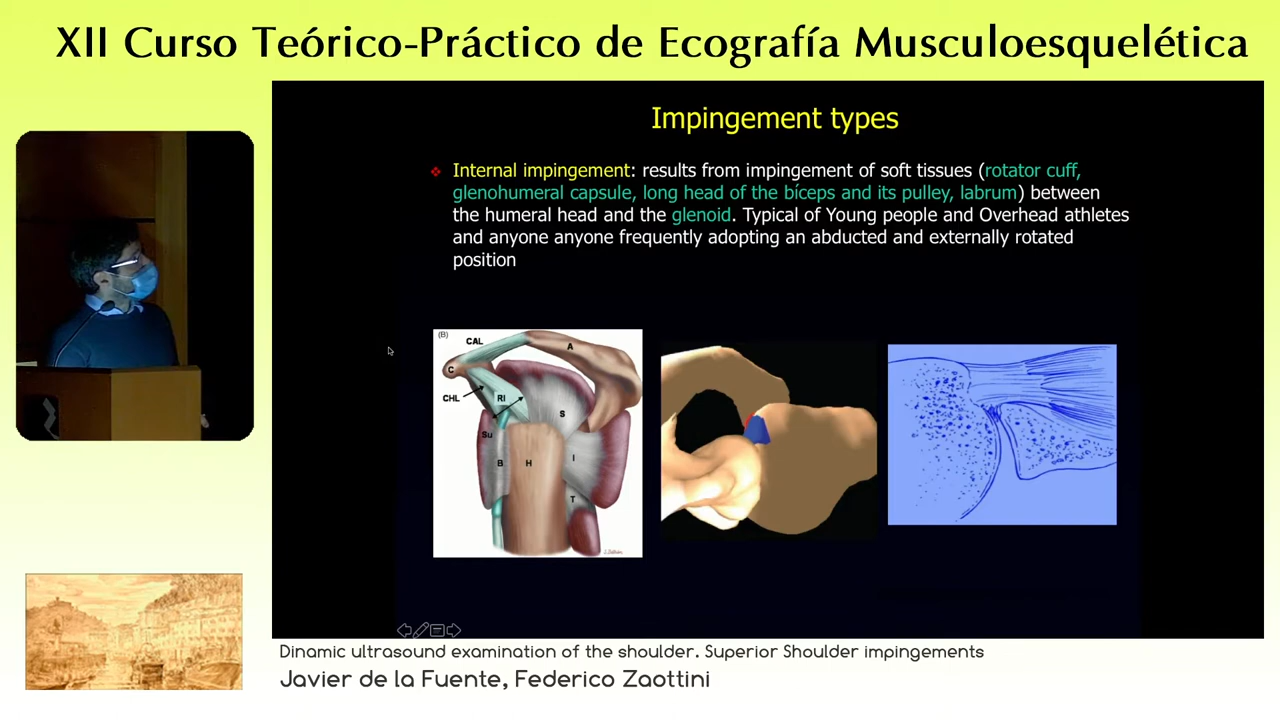 XII Curso Teórico-Práctico de Ecografía Musculoesquelética
Impingement types
Internal impingement: results from impingement of soft tissues (rotator cuff,
glenohumeral capsule, long head of the bíceps and its pulley, labrum) between
the humeral head and the glenoid. Typical of Young people and Overhead athletes
and anyone anyone frequently adopting an abducted and externally rotated
position
(B)
CAL
A
C
CHL
RI
S
Su
B
H
I
T
Dinamic ultrasound examination of the shoulder. Superior Shoulder impingements
Javier de la Fuente, Federico Zaottini